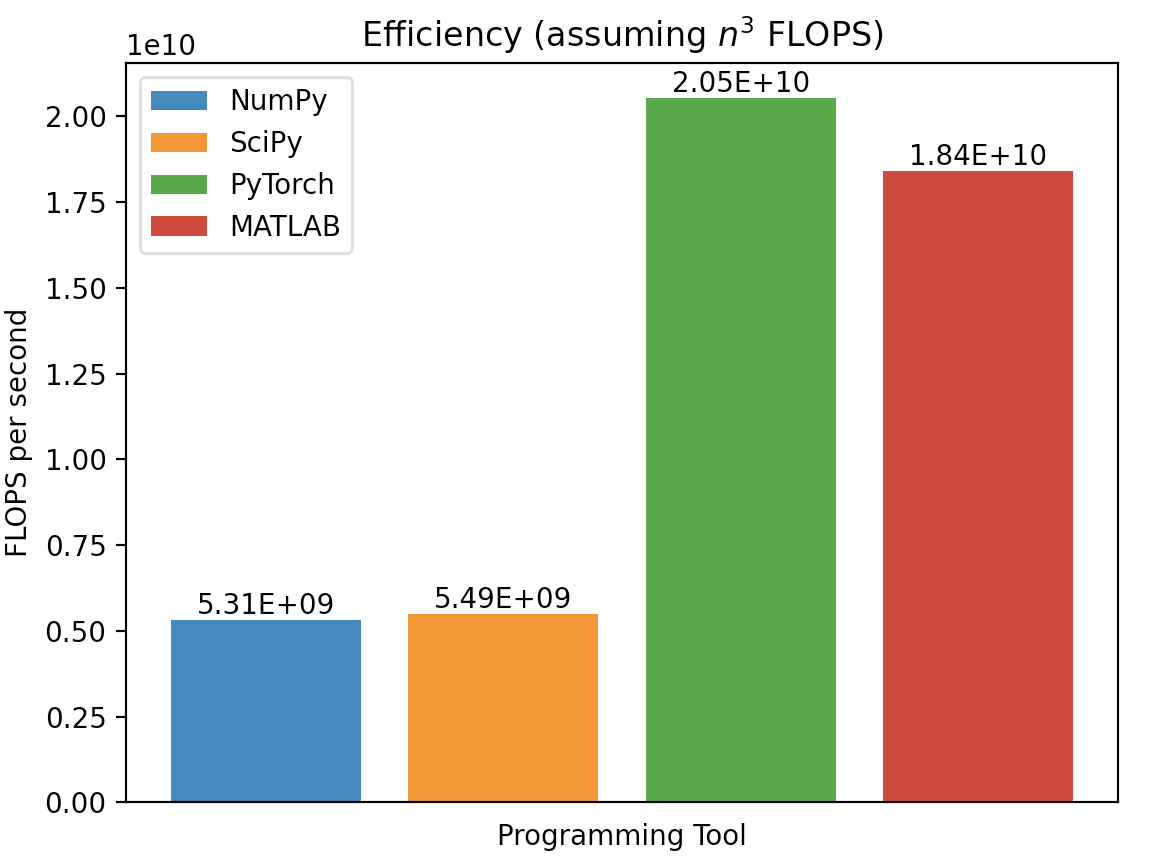 Efficiency (assuming n³ FLOPS)
1e10
2.00
1.75
1.50
1.25
1.00
0.75
0.50
0.25
0.00
FLOPS per second
NumPy
SciPy
PyTorch
MATLAB
5.31E+09
5.49E+09
2.05E+10
1.84E+10
Programming Tool